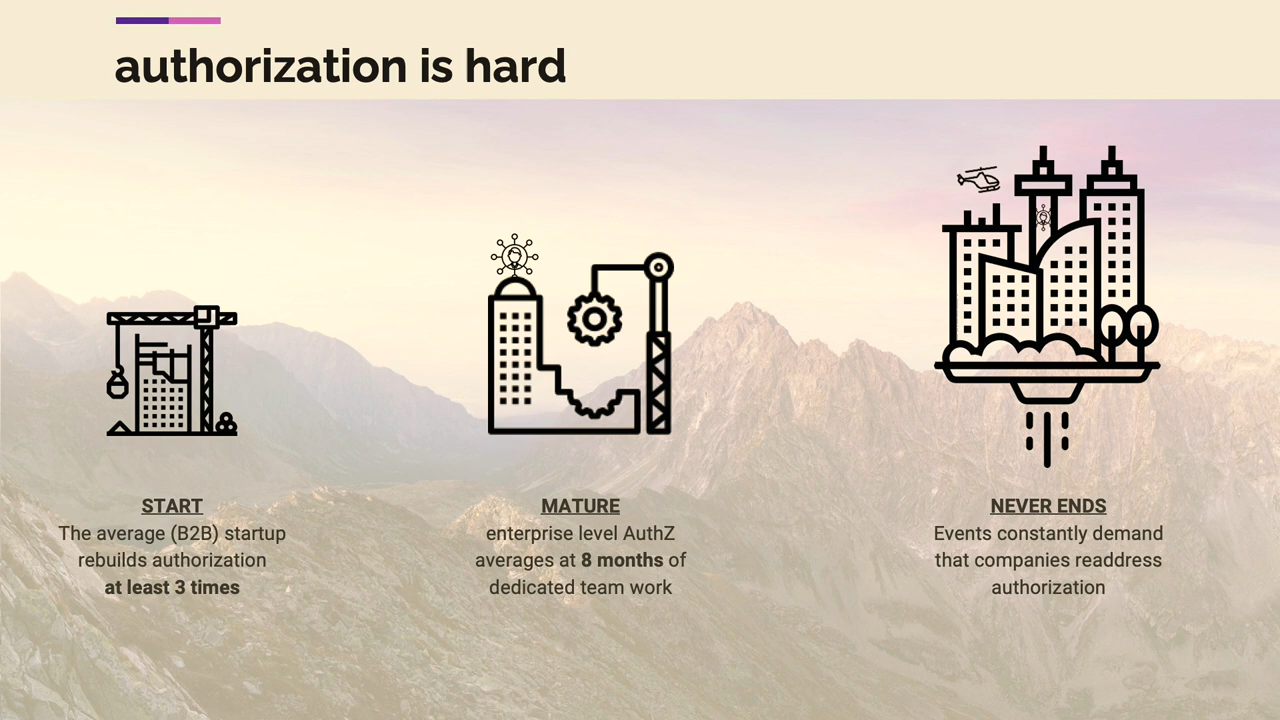 authorization is hard
START
The average (B2B) startup
rebuilds authorization
at least 3 times
MATURE
enterprise level AuthZ
averages at 8 months of
dedicated team work
NEVER ENDS
Events constantly demand
that companies readdress
authorization